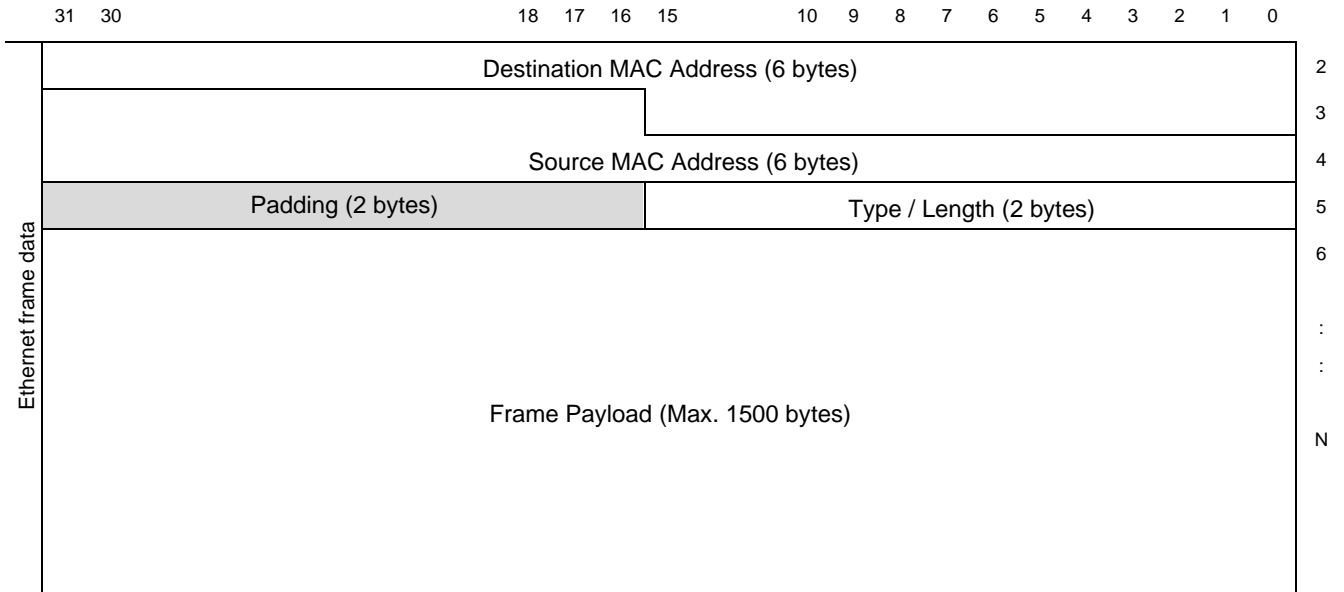 31 30 18 17 16 15 10 9 8 7 6 5 4 3 2 1 0
Destination MAC Address (6 bytes) 2
3
Source MAC Address (6 bytes) 4
Padding (2 bytes) Type / Length (2 bytes) 5
Ethernet frame data
6
:
:
Frame Payload (Max. 1500 bytes)
N